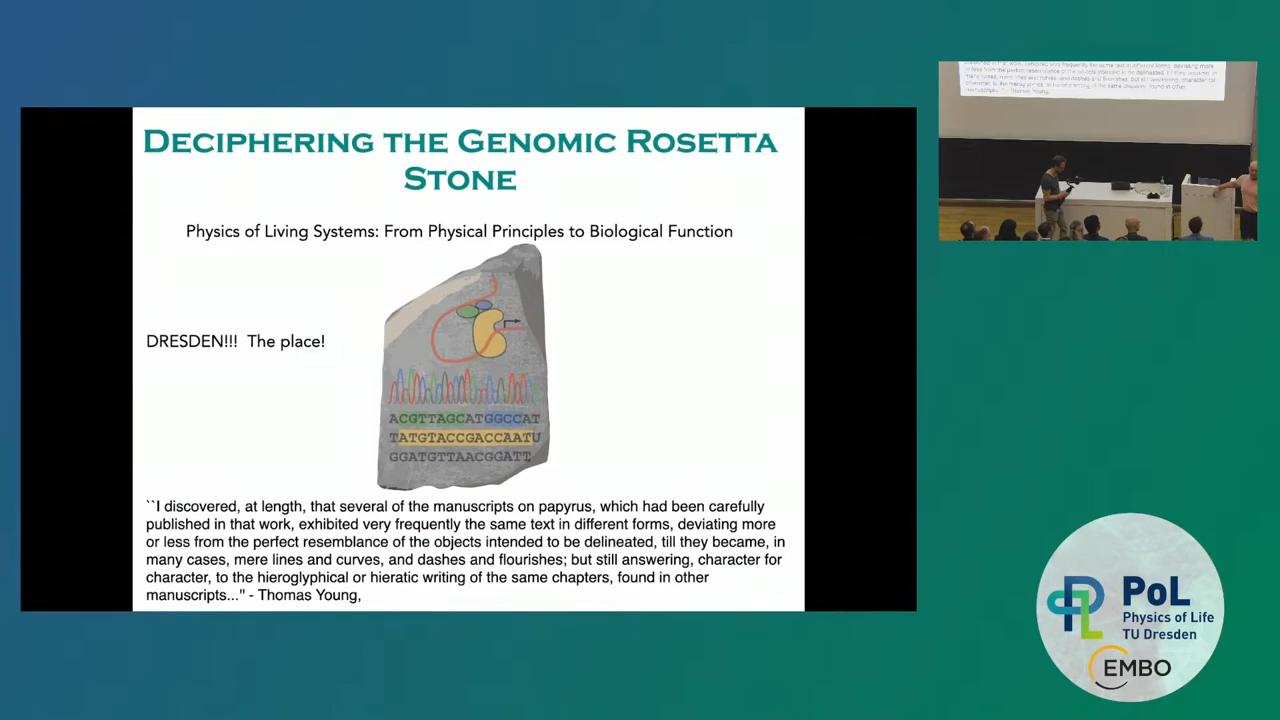 DECIPHERING THE GENOMIC ROSETTA
STONE
Physics of Living Systems: From Physical Principles to Biological Function
DRESDEN!!! The place!
ACGTTAGCATGGCCAT
TATGTACCGACCAATU
GGATGTTAACGGATT
``I discovered, at length, that several of the manuscripts on papyrus, which had been carefully
published in that work, exhibited very frequently the same text in different forms, deviating more
or less from the perfect resemblance of the objects intended to be delineated, till they became, in
many cases, mere lines and curves, and dashes and flourishes; but still answering, character for
character, to the hieroglyphical or hieratic writing of the same chapters, found in other
manuscripts..." - Thomas Young,
PoL
Physics of Life
TU Dresden
EMBO